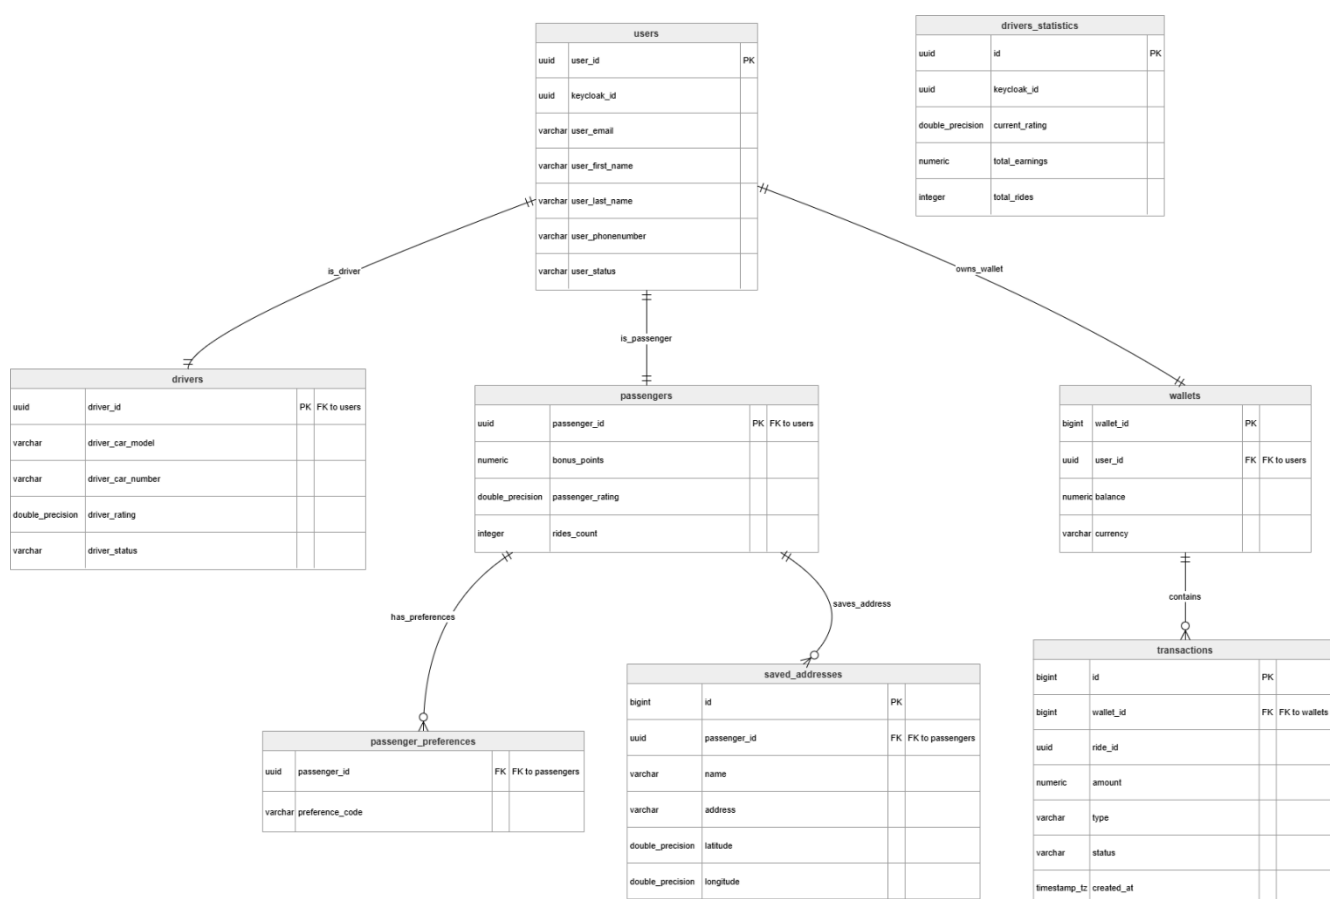 users
uuid user_id PK
uuid keycloak_id
varchar user_email
varchar user_first_name
varchar user_last_name
varchar user_phonenumber
varchar user_status
drivers_statistics
uuid id PK
uuid keycloak_id
double_precision current_rating
numeric total_earnings
integer total_rides
is_driver
is_passenger
owns_wallet
drivers
uuid driver_id PK FK to users
varchar driver_car_model
varchar driver_car_number
double_precision driver_rating
varchar driver_status
passengers
uuid passenger_id PK FK to users
numeric bonus_points
double_precision passenger_rating
integer rides_count
wallets
bigint wallet_id PK
uuid user_id FK FK to users
numeric balance
varchar currency
has_preferences
saves_address
contains
passenger_preferences
uuid passenger_id FK FK to passengers
varchar preference_code
saved_addresses
bigint id PK
uuid passenger_id FK FK to passengers
varchar name
varchar address
double_precision latitude
double_precision longitude
transactions
bigint id PK
bigint wallet_id FK FK to wallets
uuid ride_id
numeric amount
varchar type
varchar status
timestamp_tz created_at